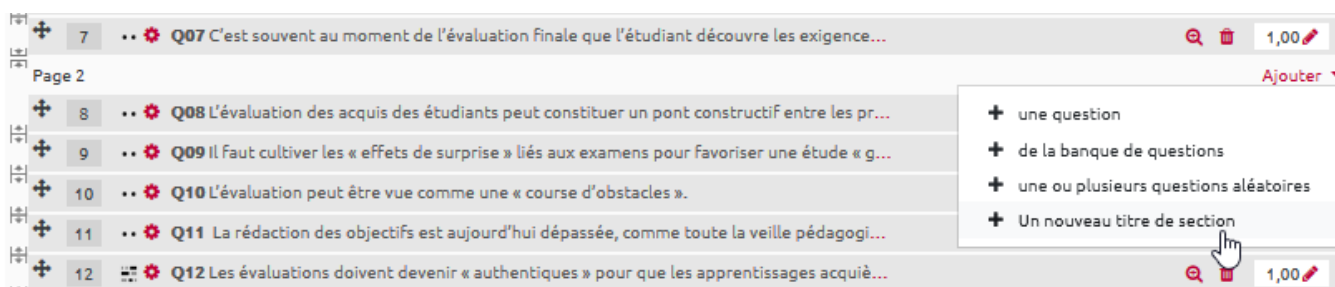 7 Q07 C'est souvent au moment de l'évaluation finale que l'étudiant découvre les exigence... 1,00
Page 2 Ajouter
8 Q08 L'évaluation des acquis des étudiants peut constituer un pont constructif entre les pr...
9 Q09 Il faut cultiver les « effets de surprise » liés aux examens pour favoriser une étude « g...
10 Q10 L'évaluation peut être vue comme une « course d'obstacles ».
11 Q11 La rédaction des objectifs est aujourd'hui dépassée, comme toute la veille pédagogi...
12 Q12 Les évaluations doivent devenir « authentiques » pour que les apprentissages acquiè... 1,00
une question
de la banque de questions
une ou plusieurs questions aléatoires
Un nouveau titre de section